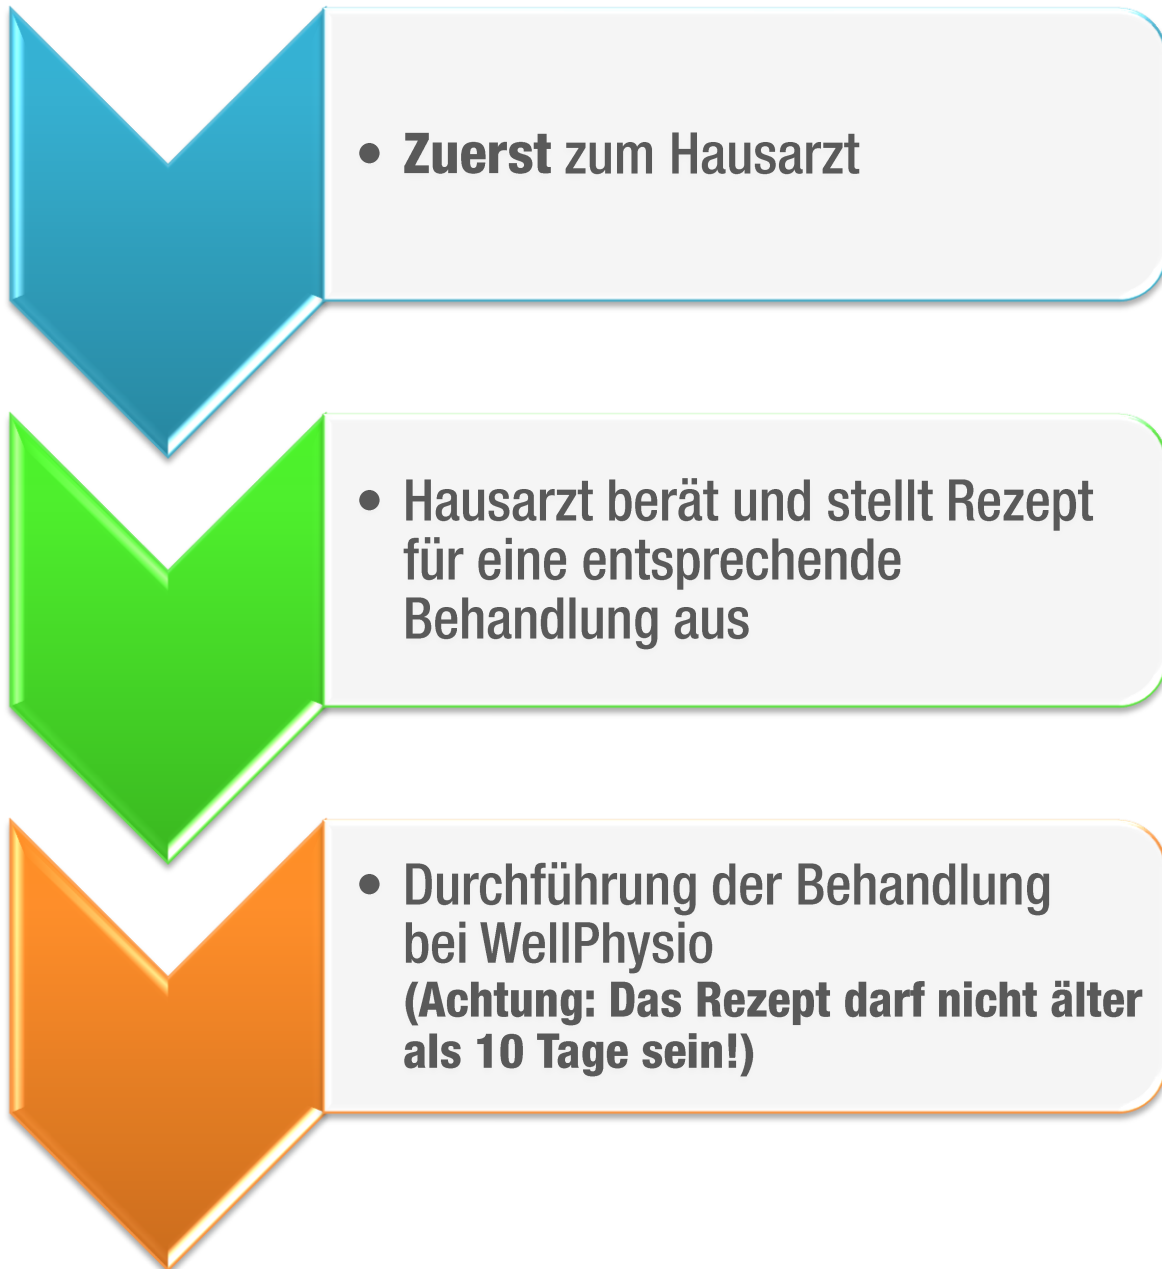 • Zuerst zum Hausarzt
• Hausarzt berät und stellt Rezept
für eine entsprechende
Behandlung aus
• Durchführung der Behandlung
bei WellPhysio
(Achtung: Das Rezept darf nicht älter
als 10 Tage sein!)